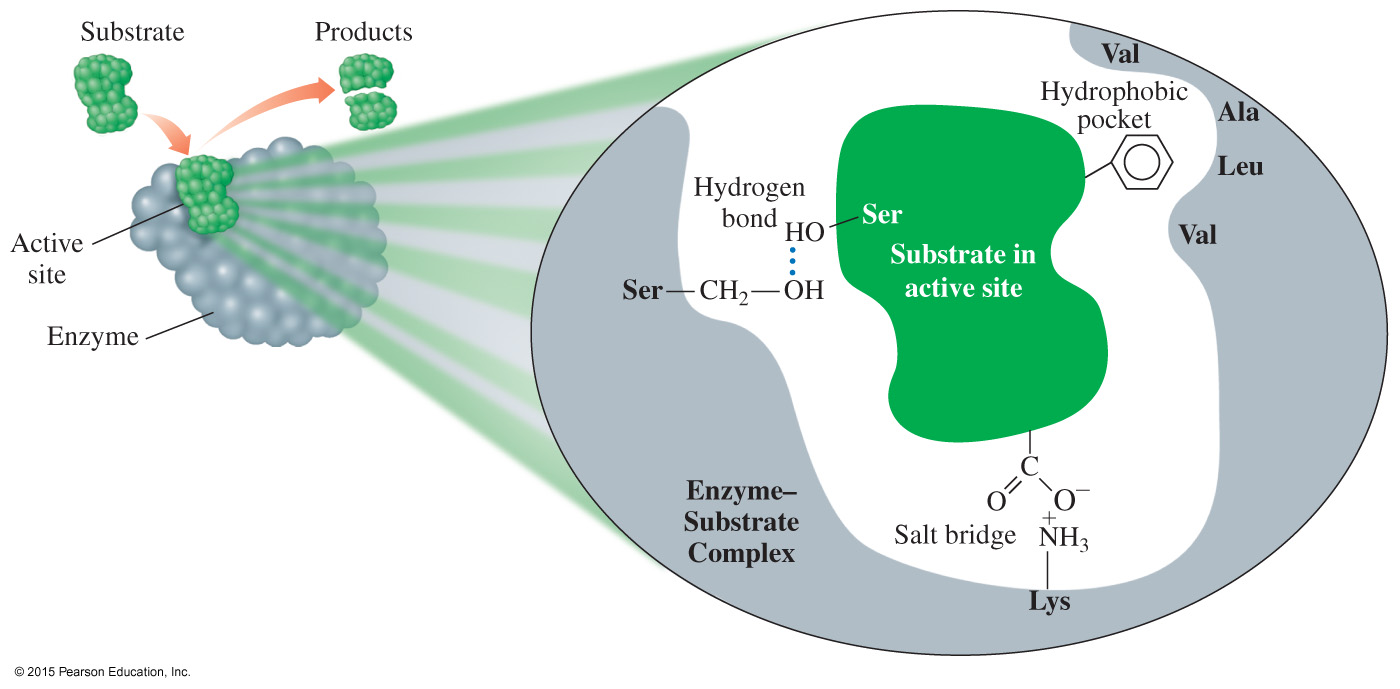 Substrate
Products
Active
site
Enzyme
Val
Hydrophobic
pocket
Ala
Leu
Val
Hydrogen
bond
HO
Ser
Ser—CH₂—OH
Substrate in
active site
C
O
O⁻
Salt bridge
+
NH₃
Lys
Enzyme–
Substrate
Complex
© 2015 Pearson Education, Inc.